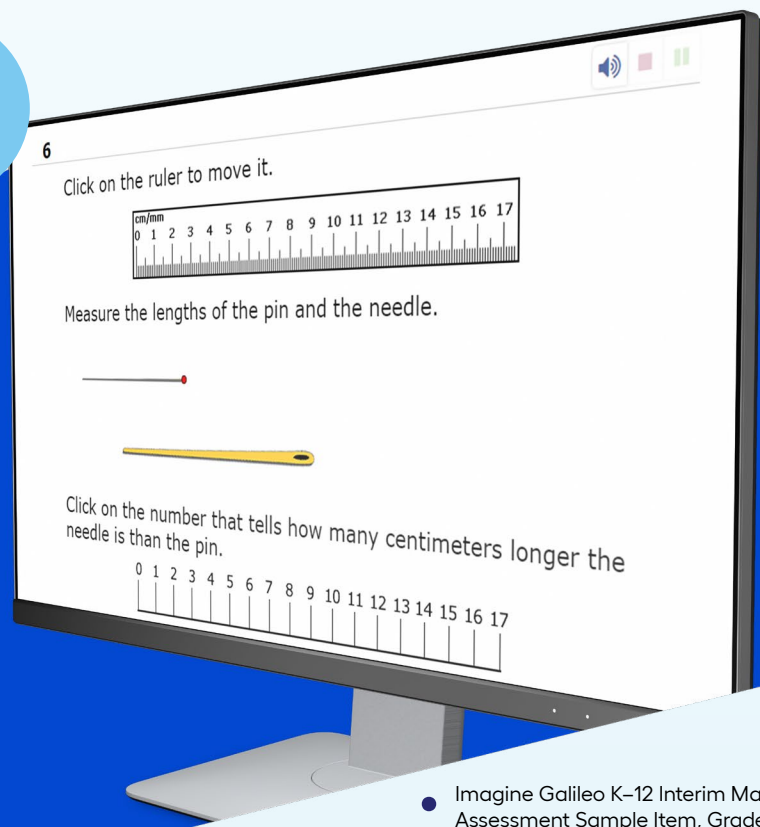 6
Click on the ruler to move it.
cm/mm
0 1 2 3 4 5 6 7 8 9 10 11 12 13 14 15 16 17
Measure the lengths of the pin and the needle.
Click on the number that tells how many centimeters longer the
needle is than the pin.
0 1 2 3 4 5 6 7 8 9 10 11 12 13 14 15 16 17
Imagine Galileo K–12 Interim Ma
Assessment Sample Item, Grade